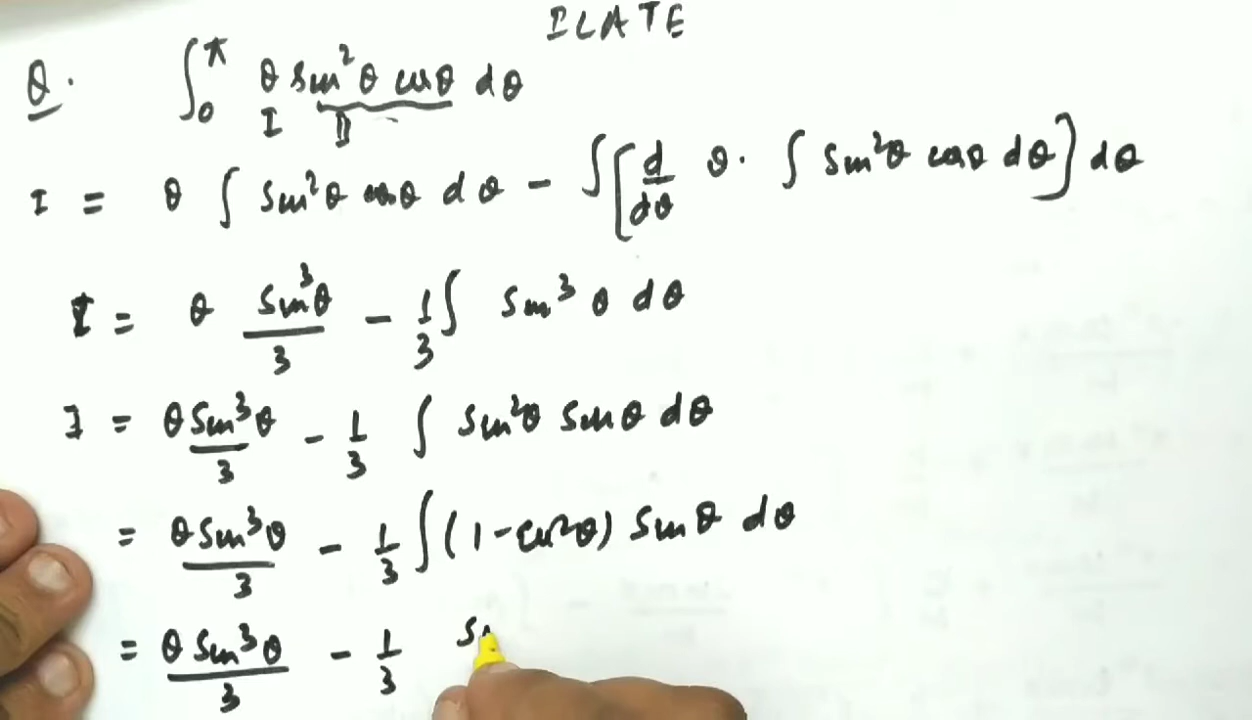 ILATE
Q. ∫₀^π θ sin²θ cosθ dθ
I II
I = θ ∫ sin²θ cosθ dθ - ∫[d/dθ θ. ∫ sin²θ cosθ dθ] dθ
I = θ sin³θ/3 - 1/3 ∫ sin³θ dθ
I = θ sin³θ/3 - 1/3 ∫ sin²θ sinθ dθ
= θ sin³θ/3 - 1/3 ∫(1-cos²θ) sinθ dθ
= θ sin³θ/3 - 1/3